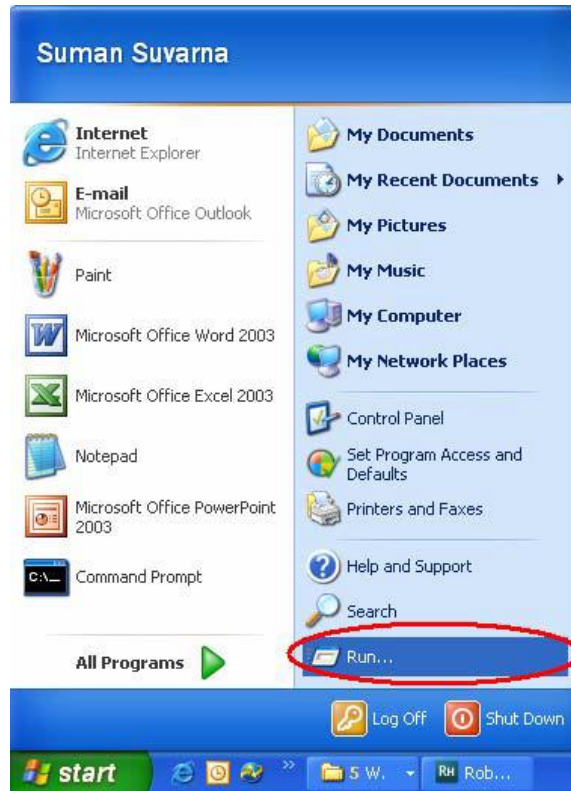 Suman Suvarna
Internet
Internet Explorer
E-mail
Microsoft Office Outlook
Paint
Microsoft Office Word 2003
Microsoft Office Excel 2003
Notepad
Microsoft Office PowerPoint
2003
C:\_
Command Prompt
All Programs
My Documents
My Recent Documents
My Pictures
My Music
My Computer
My Network Places
Control Panel
Set Program Access and
Defaults
Printers and Faxes
Help and Support
Search
Run...
Log Off
Shut Down
start
5 W.
RH Rob...